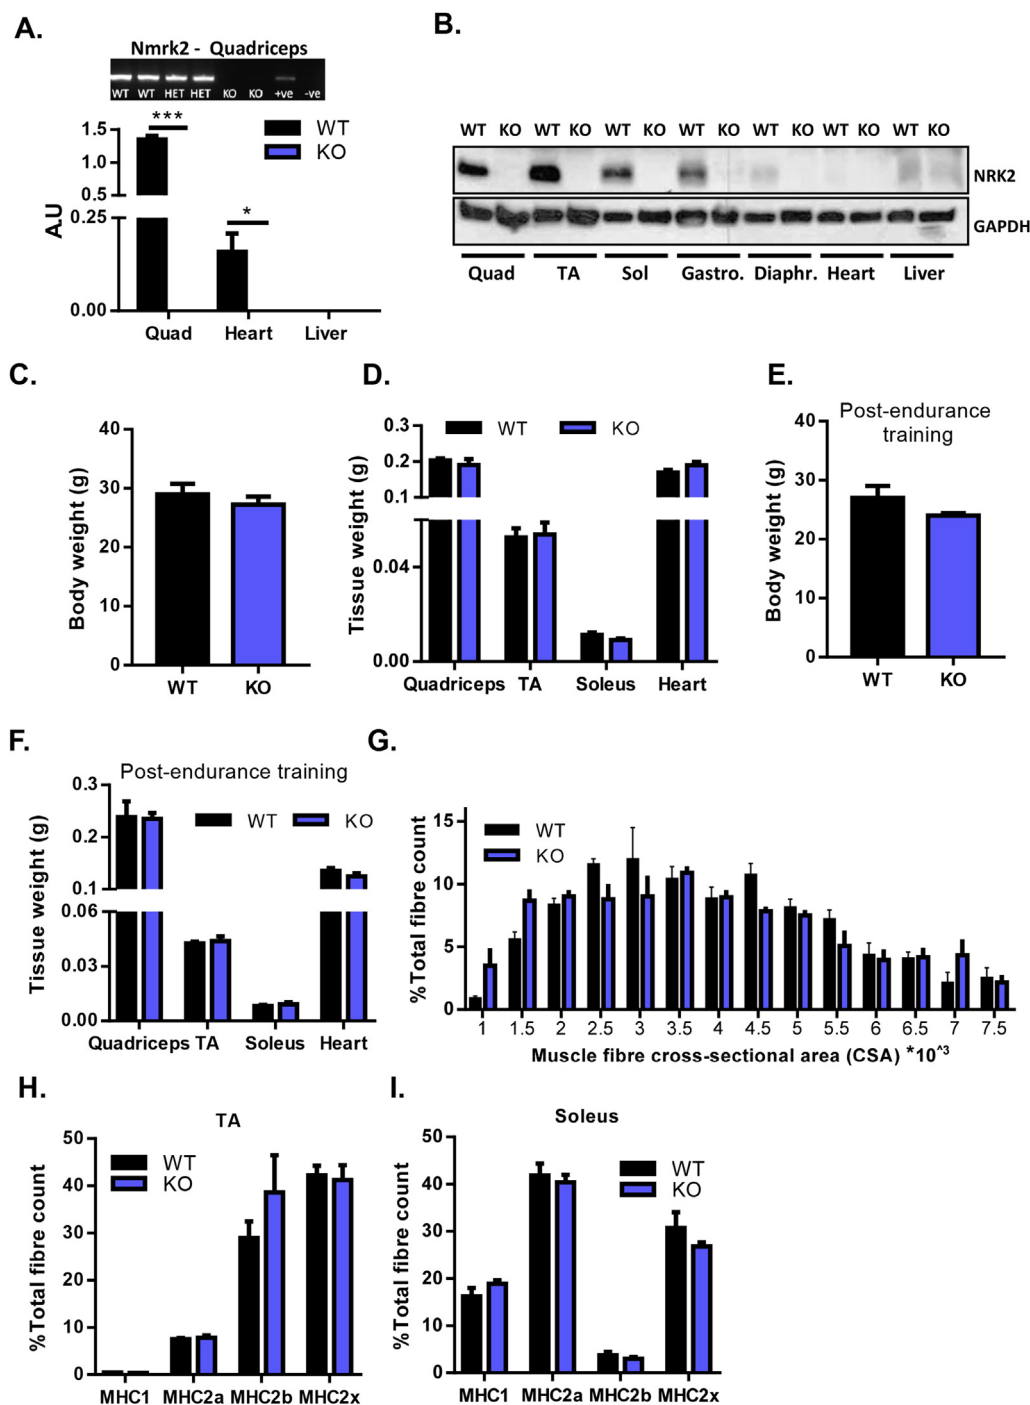 A.
Nmrk2 - Quadriceps
WT WT HET HET KO KO +ve -ve
***
WT
KO
1.5
1.0
0.5
0.25
0.00
A.U
*
Quad Heart Liver
B.
WT KO WT KO WT KO WT KO WT KO WT KO WT KO
NRK2
GAPDH
Quad TA Sol Gastro. Diaphr. Heart Liver
C.
Body weight (g)
40
30
20
10
0
WT KO
D.
WT KO
Tissue weight (g)
0.3
0.2
0.1
0.04
0.00
Quadriceps TA Soleus Heart
E.
Post-endurance
training
Body weight (g)
40
30
20
10
0
WT KO
F.
Post-endurance training
WT KO
Tissue weight (g)
0.3
0.2
0.1
0.06
0.03
0.00
Quadriceps TA Soleus Heart
G.
WT
KO
%Total fibre count
15
10
5
0
1 1.5 2 2.5 3 3.5 4 4.5 5 5.5 6 6.5 7 7.5
Muscle fibre cross-sectional area (CSA) *10^3
H.
TA
WT
KO
%Total fibre count
50
40
30
20
10
0
MHC1 MHC2a MHC2b MHC2x
I.
Soleus
WT
KO
%Total fibre count
50
40
30
20
10
0
MHC1 MHC2a MHC2b MHC2x